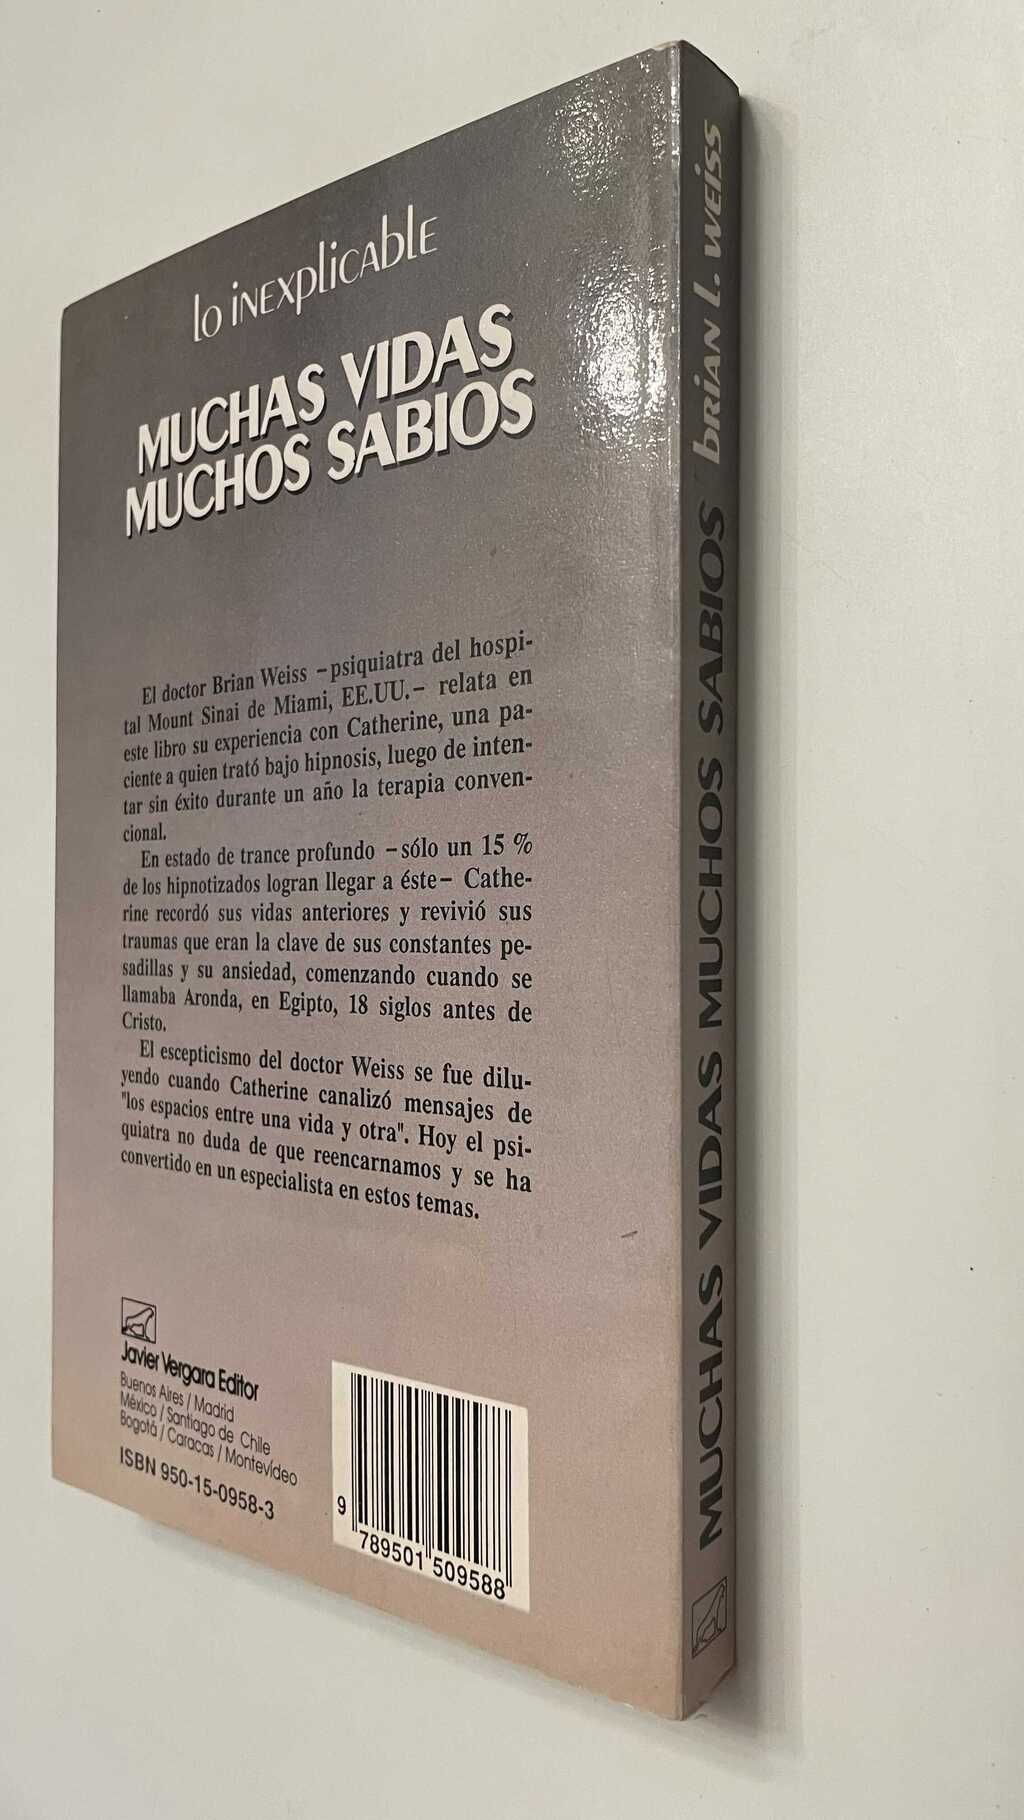 lo inexplicable
MUCHAS VIDAS
MUCHOS SABIOS
El doctor Brian Weiss –psiquiatra del hospi-
tal Mount Sinai de Miami, EE.UU.– relata en
este libro su experiencia con Catherine, una pa-
ciente a quien trató bajo hipnosis, luego de inten-
tar sin éxito durante un año la terapia conven-
cional.
En estado de trance profundo –sólo un 15 %
de los hipnotizados logran llegar a éste– Cathe-
rine recordó sus vidas anteriores y revivió sus
traumas que eran la clave de sus constantes pe-
sadillas y su ansiedad, comenzando cuando se
llamaba Aronda, en Egipto, 18 siglos antes de
Cristo.
El escepticismo del doctor Weiss se fue dilu-
yendo cuando Catherine canalizó mensajes de
"los espacios entre una vida y otra". Hoy el psi-
quiatra no duda de que reencarnamos y se ha
convertido en un especialista en estos temas.
Javier Vergara Editor
Buenos Aires / Madrid
México / Santiago de Chile
Bogotá / Caracas / Montevideo
ISBN 950-15-0958-3
9 789501 509588
MUCHAS VIDAS MUCHOS SABIOS brian l. weiss